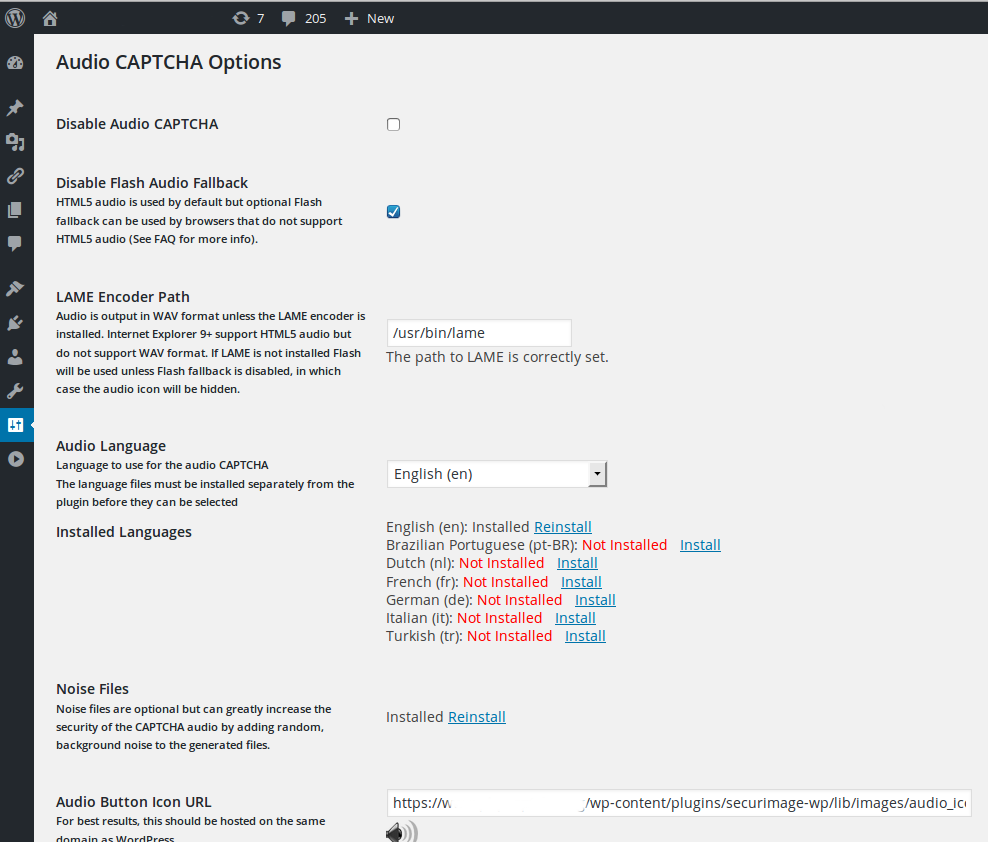 7 205 New
Audio CAPTCHA Options
Disable Audio CAPTCHA
Disable Flash Audio Fallback
HTML5 audio is used by default but optional Flash
fallback can be used by browsers that do not support
HTML5 audio (See FAQ for more info).
LAME Encoder Path
Audio is output in WAV format unless the LAME encoder is
installed. Internet Explorer 9+ support HTML5 audio but
do not support WAV format. If LAME is not installed Flash
will be used unless Flash fallback is disabled, in which
case the audio icon will be hidden.
/usr/bin/lame
The path to LAME is correctly set.
Audio Language
Language to use for the audio CAPTCHA
The language files must be installed separately from the
plugin before they can be selected
English (en)
Installed Languages
English (en): Installed Reinstall
Brazilian Portuguese (pt-BR): Not Installed Install
Dutch (nl): Not Installed Install
French (fr): Not Installed Install
German (de): Not Installed Install
Italian (it): Not Installed Install
Turkish (tr): Not Installed Install
Noise Files
Noise files are optional but can greatly increase the
security of the CAPTCHA audio by adding random,
background noise to the generated files.
Installed Reinstall
Audio Button Icon URL
For best results, this should be hosted on the same
domain as WordPress
https://w /wp-content/plugins/securimage-wp/lib/images/audio_ic